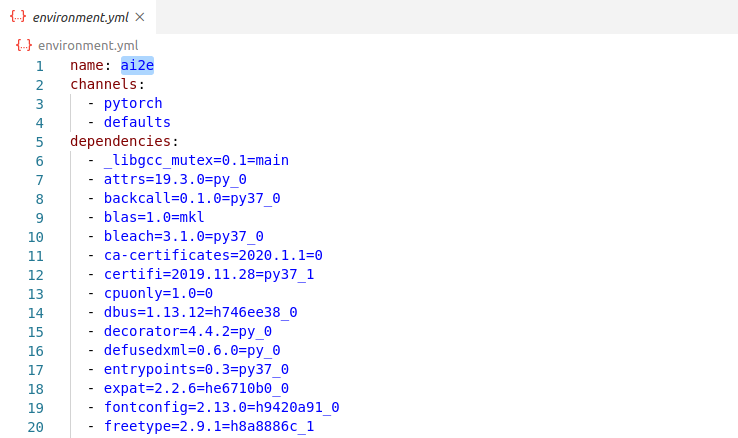 {..} environment.yml ×
{..} environment.yml
1 name: ai2e
2 channels:
3 - pytorch
4 - defaults
5 dependencies:
6 - _libgcc_mutex=0.1=main
7 - attrs=19.3.0=py_0
8 - backcall=0.1.0=py37_0
9 - blas=1.0=mkl
10 - bleach=3.1.0=py37_0
11 - ca-certificates=2020.1.1=0
12 - certifi=2019.11.28=py37_1
13 - cpuonly=1.0=0
14 - dbus=1.13.12=h746ee38_0
15 - decorator=4.4.2=py_0
16 - defusedxml=0.6.0=py_0
17 - entrypoints=0.3=py37_0
18 - expat=2.2.6=he6710b0_0
19 - fontconfig=2.13.0=h9420a91_0
20 - freetype=2.9.1=h8a8886c_1